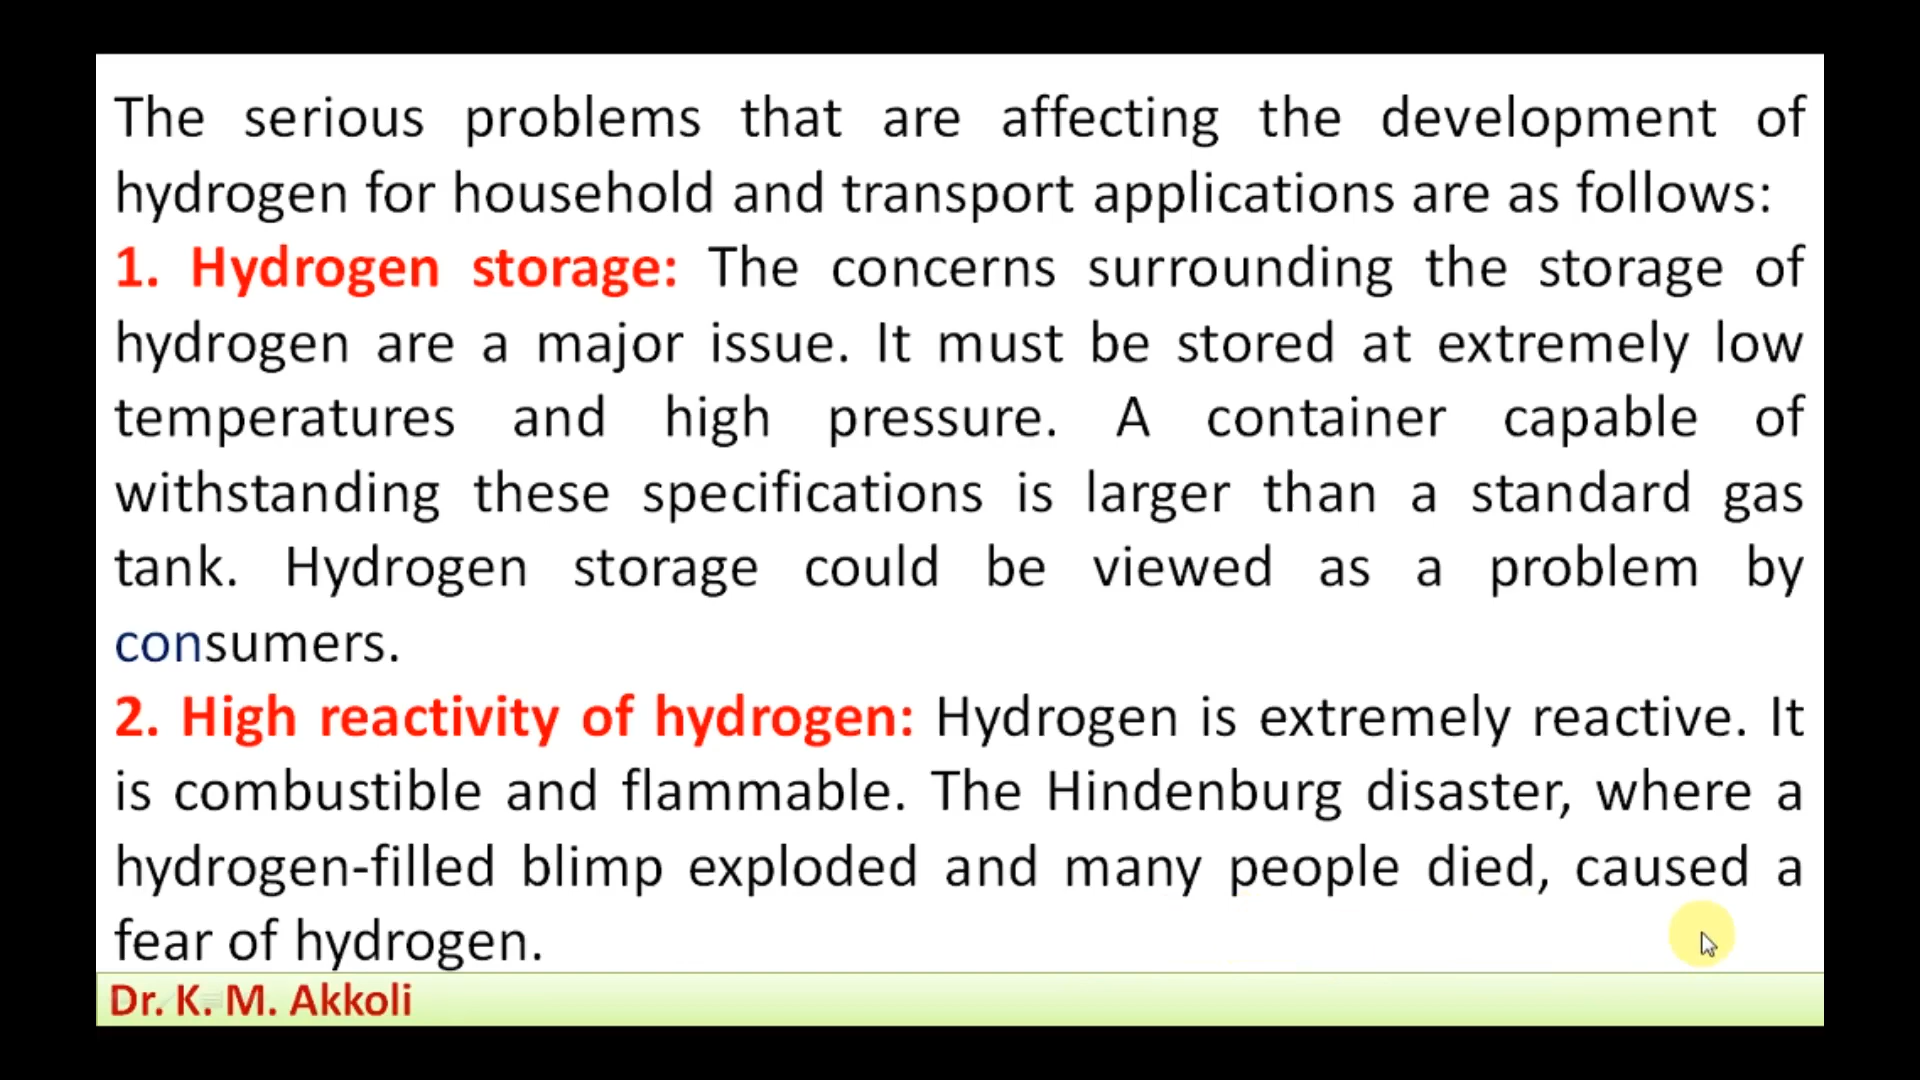 The serious problems that are affecting the development of
hydrogen for household and transport applications are as follows:
1. Hydrogen storage: The concerns surrounding the storage of
hydrogen are a major issue. It must be stored at extremely low
temperatures and high pressure. A container capable of
withstanding these specifications is larger than a standard gas
tank. Hydrogen storage could be viewed as a problem by
consumers.
2. High reactivity of hydrogen: Hydrogen is extremely reactive. It
is combustible and flammable. The Hindenburg disaster, where a
hydrogen-filled blimp exploded and many people died, caused a
fear of hydrogen.
Dr. K. M. Akkoli